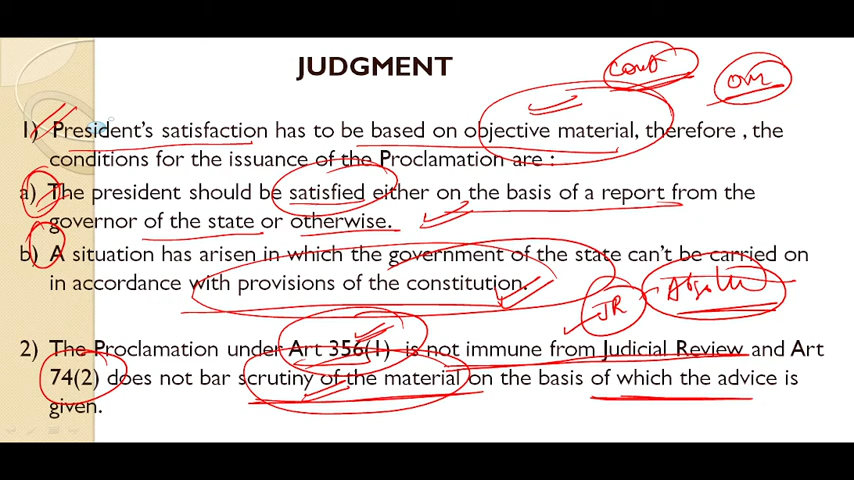 JUDGMENT
1) President's satisfaction has to be based on objective material, therefore , the
conditions for the issuance of the Proclamation are :
a) The president should be satisfied either on the basis of a report from the
governor of the state or otherwise.
b) A situation has arisen in which the government of the state can't be carried on
in accordance with provisions of the constitution.
JR
2) The Proclamation under Art 356(1) is not immune from Judicial Review and Art
74(2) does not bar scrutiny of the material on the basis of which the advice is
given.